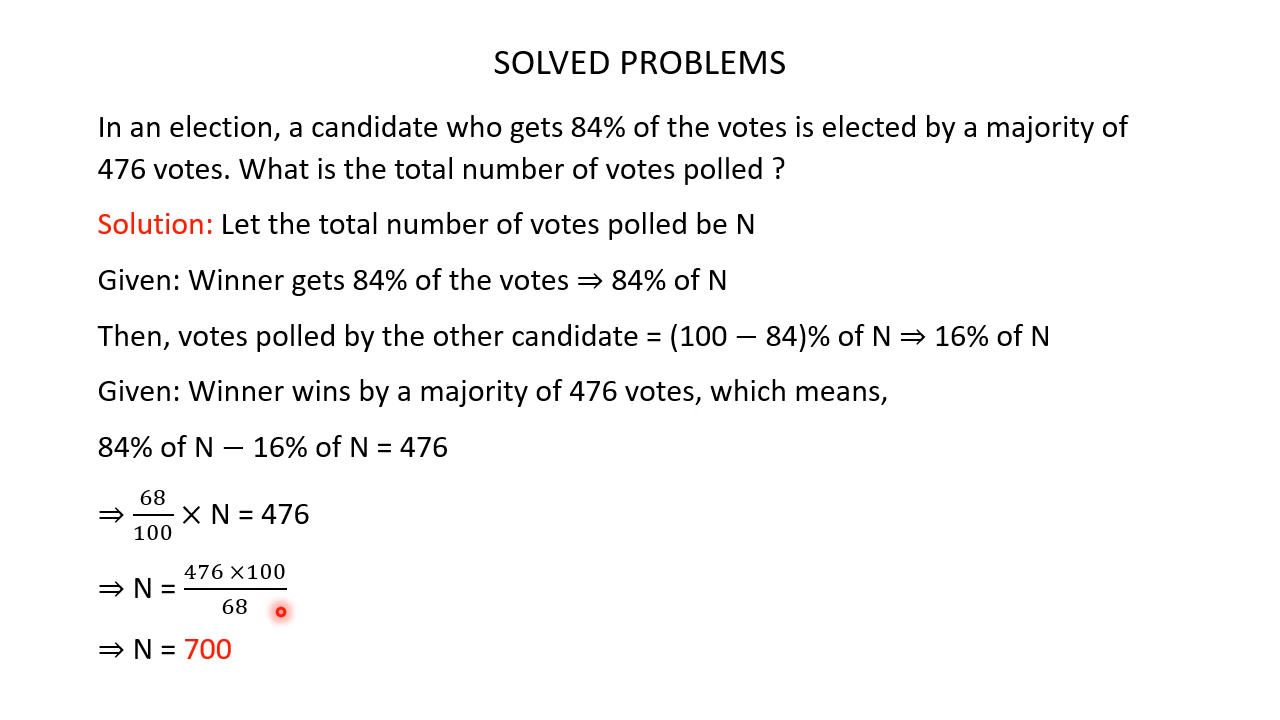 SOLVED PROBLEMS
In an election, a candidate who gets 84% of the votes is elected by a majority of
476 votes. What is the total number of votes polled ?
Solution: Let the total number of votes polled be N
Given: Winner gets 84% of the votes ⇒ 84% of N
Then, votes polled by the other candidate = (100 − 84)% of N ⇒ 16% of N
Given: Winner wins by a majority of 476 votes, which means,
84% of N − 16% of N = 476
⇒ 68/100 × N = 476
⇒ N = 476 ×100/68
⇒ N = 700